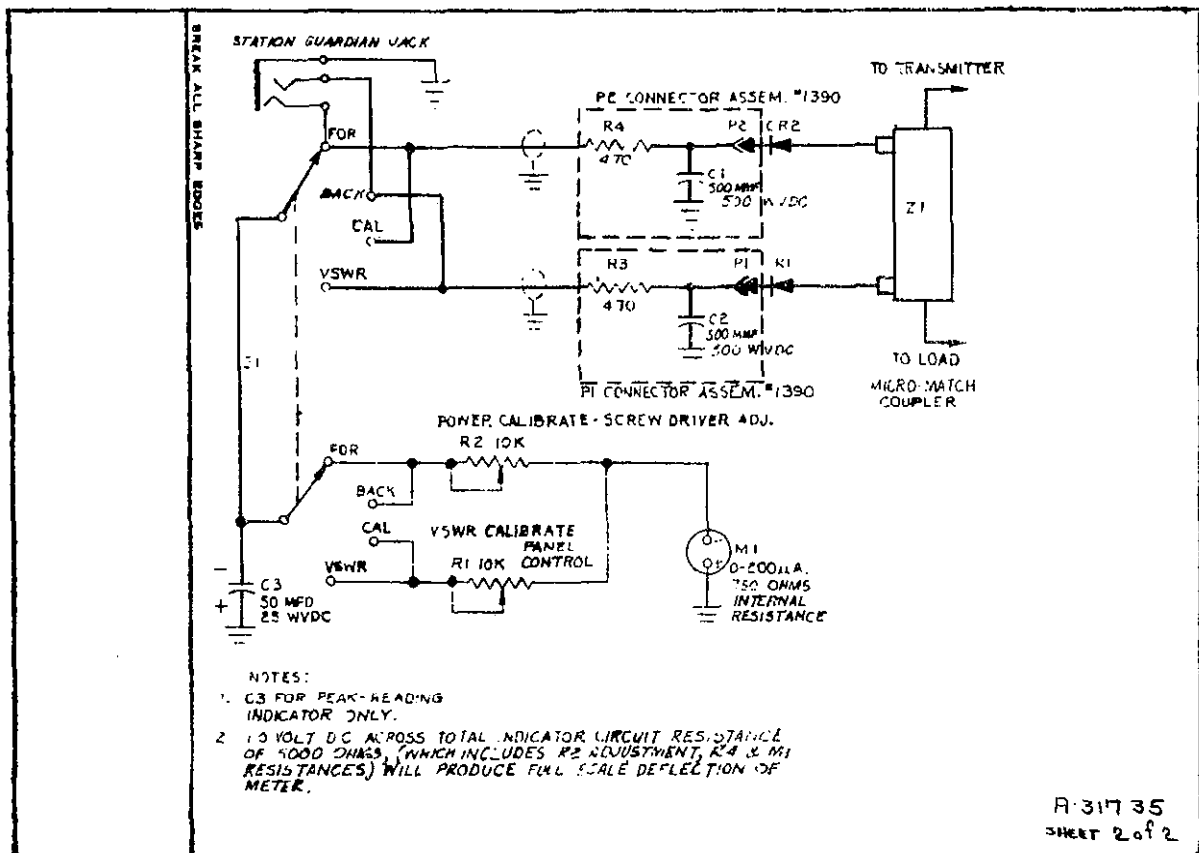 BREAK ALL SHARP EDGES
STATION GUARDIAN JACK
FOR
BACK
CAL
VSWR
P2 CONNECTOR ASSEM. #1390
R4
470
P2
CR2
C1
500 MMF
500 WVDC
TO TRANSMITTER
Z1
R3
470
P1
R1
C2
500 MMF
500 WVDC
P1 CONNECTOR ASSEM. #1390
TO LOAD
MICRO-MATCH
COUPLER
POWER CALIBRATE-SCREW DRIVER ADJ.
FOR
R2 10K
BACK
CAL
VSWR CALIBRATE
PANEL
CONTROL
VSWR
R1 10K
-
+
C3
50 MFD
25 WVDC
-
+
M1
0-200µA.
750 OHMS
INTERNAL
RESISTANCE
NOTES:
1. C3 FOR PEAK-READING
INDICATOR ONLY.
2 1.0 VOLT DC ACROSS TOTAL INDICATOR CIRCUIT RESISTANCE
OF 5000 OHMS, (WHICH INCLUDES R2 ADJUSTMENT, R4 & M1
RESISTANCES) WILL PRODUCE FULL SCALE DEFLECTION OF
METER.
A-31735
SHEET 2 of 2